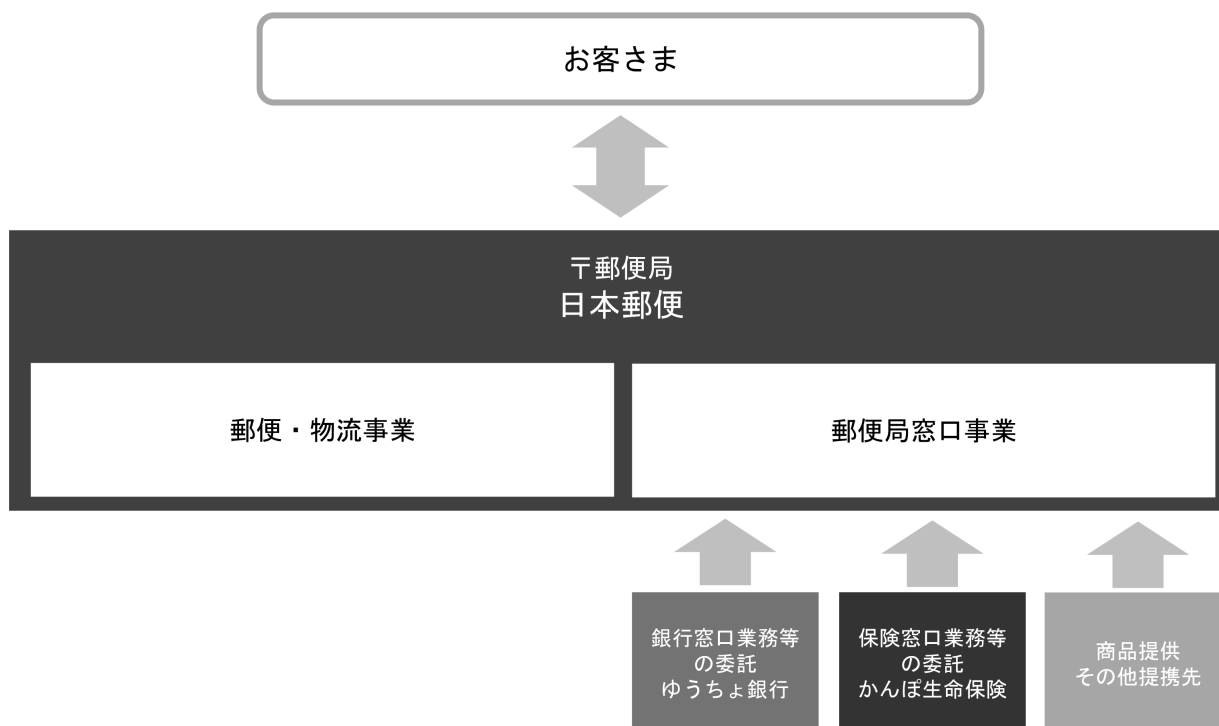 お客さま
〒郵便局
日本郵便
郵便・物流事業
郵便局窓口事業
銀行窓口業務等
の委託
ゆうちょ銀行
保険窓口業務等
の委託
かんぽ生命保険
商品提供
その他提携先